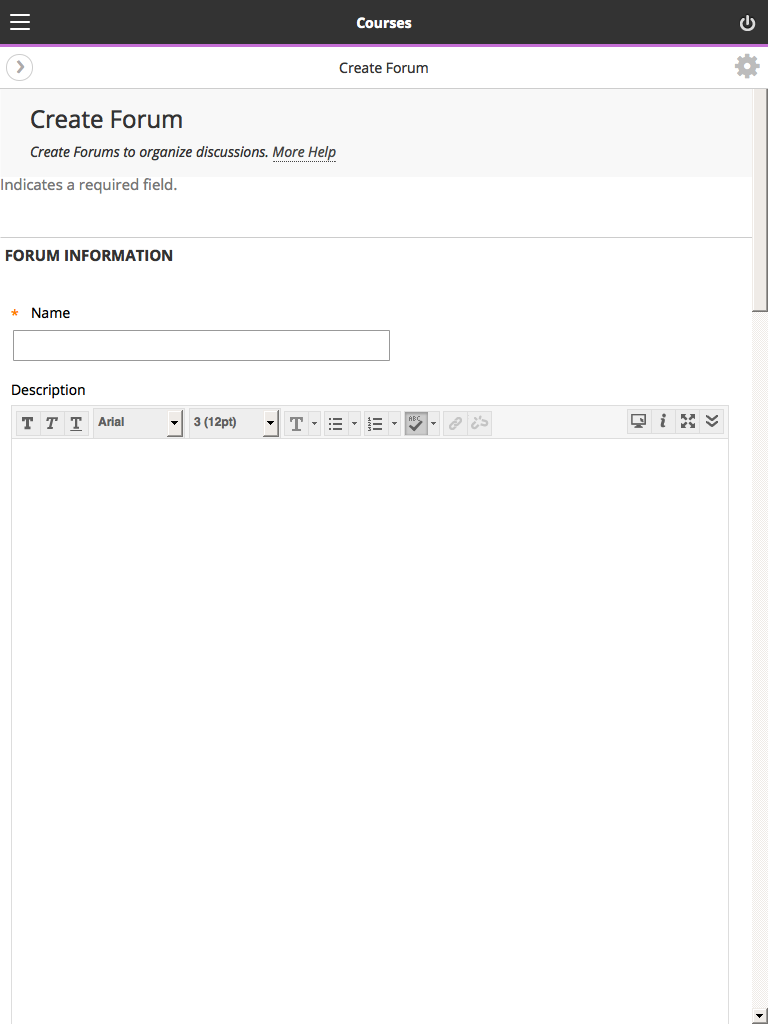 Courses
Create Forum
Create Forum
Create Forums to organize discussions. More Help
Indicates a required field.
FORUM INFORMATION
* Name
Description
T T T Arial 3 (12pt) T ABC i